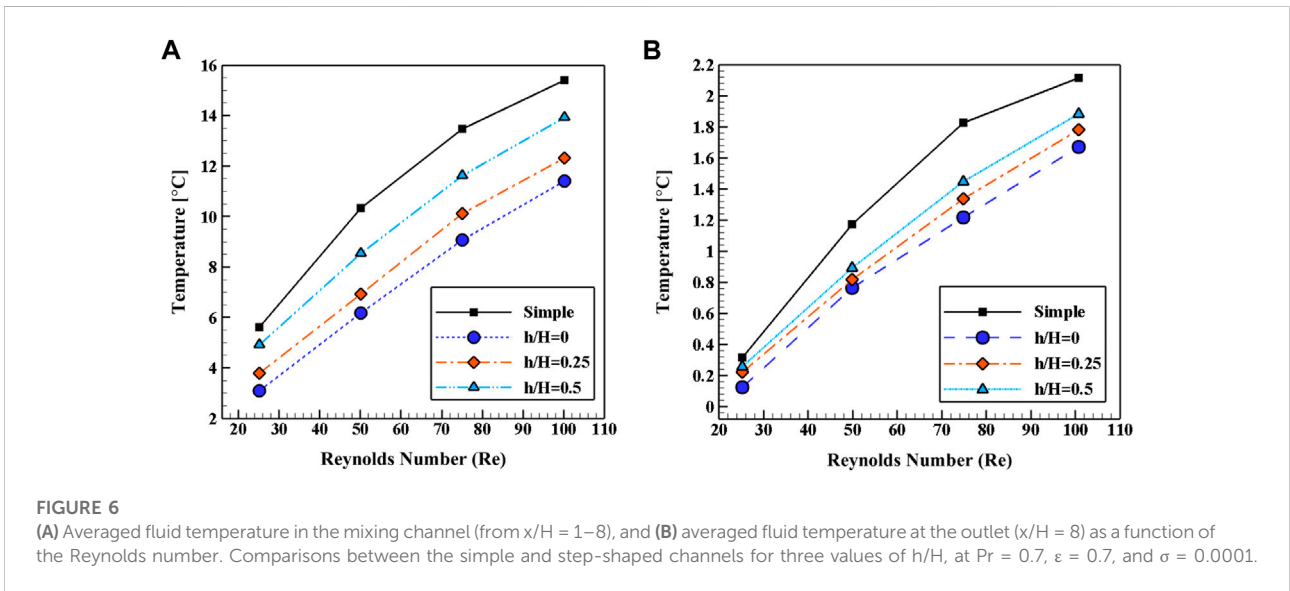 A
B
16
14
12
10
8
6
4
2
Temperature [°C]
20 30 40 50 60 70 80 90 100 110
Reynolds Number (Re)
Simple
h/H=0
h/H=0.25
h/H=0.5
2.2
2
1.8
1.6
1.4
1.2
1
0.8
0.6
0.4
0.2
0
Temperature [°C]
20 30 40 50 60 70 80 90 100 110
Reynolds Number (Re)
Simple
h/H=0
h/H=0.25
h/H=0.5
FIGURE 6
(A) Averaged fluid temperature in the mixing channel (from x/H = 1–8), and (B) averaged fluid temperature at the outlet (x/H = 8) as a function of
the Reynolds number. Comparisons between the simple and step-shaped channels for three values of h/H, at Pr = 0.7, ε = 0.7, and σ = 0.0001.